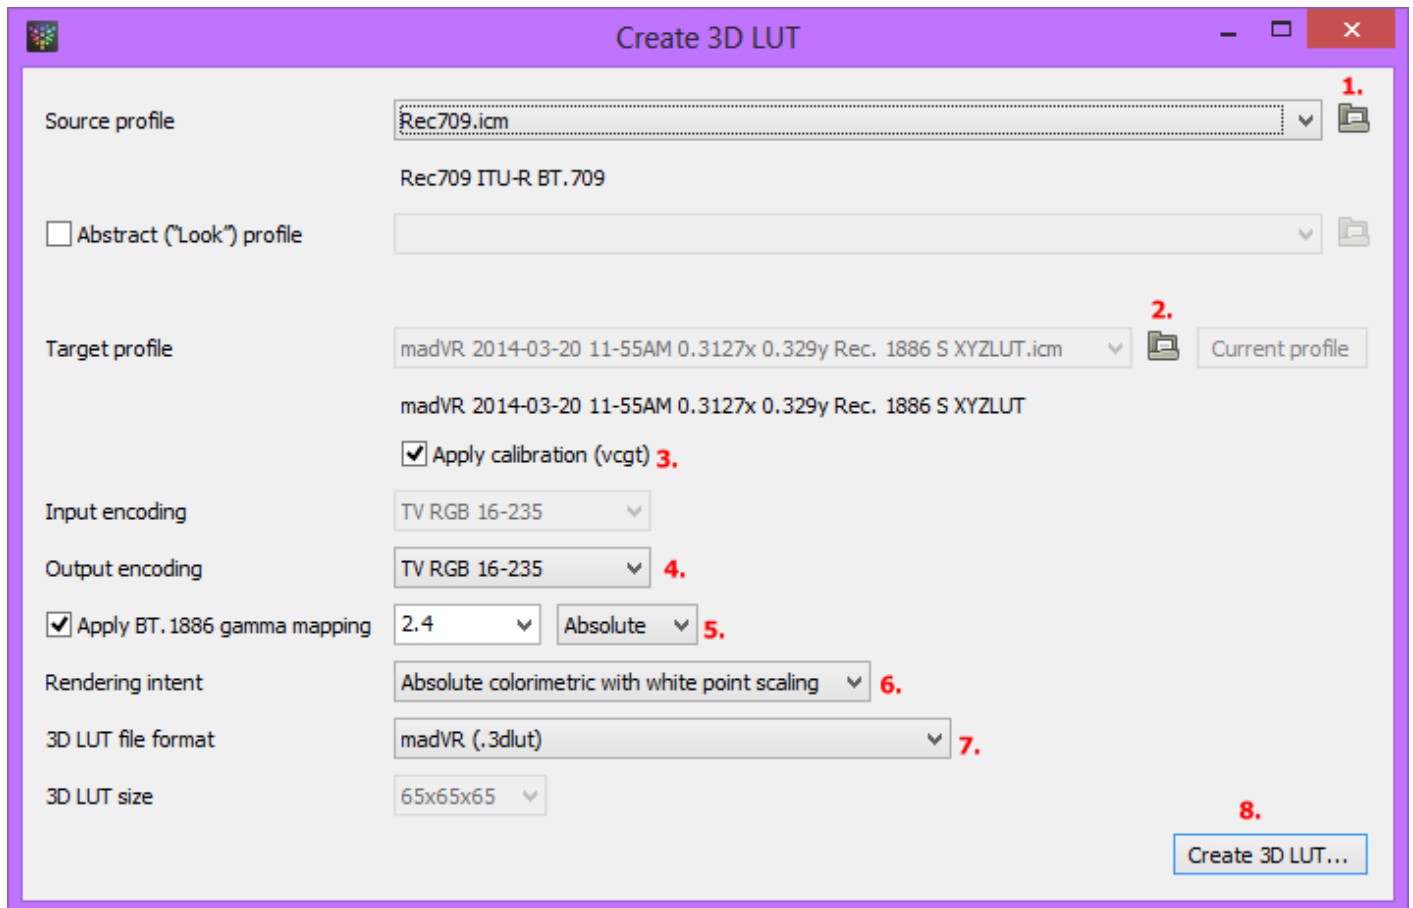 Create 3D LUT
1.
Source profile Rec709.icm
Rec709 ITU-R BT.709
Abstract ("Look") profile
2.
Target profile madVR 2014-03-20 11-55AM 0.3127x 0.329y Rec. 1886 S XYZLUT.icm Current profile
madVR 2014-03-20 11-55AM 0.3127x 0.329y Rec. 1886 S XYZLUT
Apply calibration (vcgt) 3.
Input encoding TV RGB 16-235
Output encoding TV RGB 16-235 4.
Apply BT.1886 gamma mapping 2.4 Absolute 5.
Rendering intent Absolute colorimetric with white point scaling 6.
3D LUT file format madVR (.3dlut) 7.
3D LUT size 65x65x65
8.
Create 3D LUT...